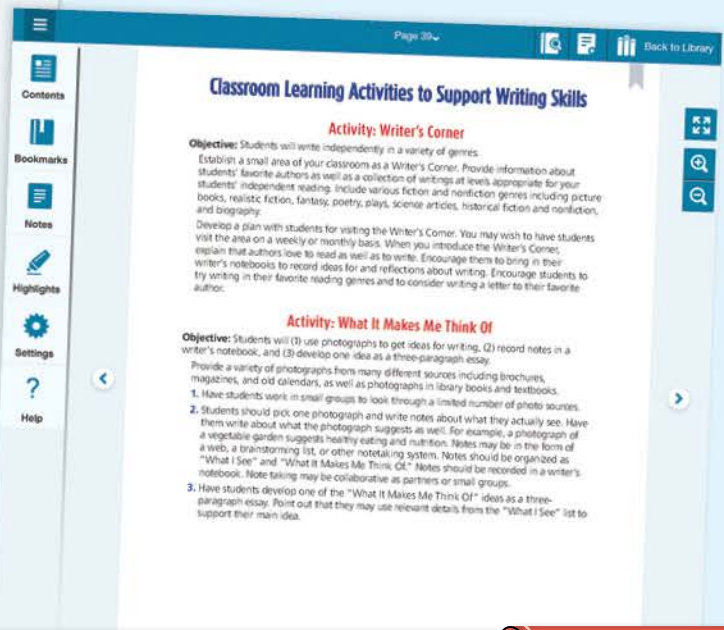 Page 39
Back to Library
Contents
Bookmarks
Notes
Highlights
Settings
?
Help
Classroom Learning Activities to Support Writing Skills
Activity: Writer's Corner
Objective: Students will write independently in a variety of genres.
Establish a small area of your classroom as a Writer's Corner. Provide information about
students' favorite authors as well as a collection of writings at levels appropriate for your
students' independent reading. Include various fiction and nonfiction genres including picture
books, realistic fiction, fantasy, poetry, plays, science articles, historical fiction and nonfiction,
and biography.
Develop a plan with students for visiting the Writer's Corner. You may wish to have students
visit the area on a weekly or monthly basis. When you introduce the Writer's Corner,
explain that authors love to read as well as to write. Encourage them to bring in their
writer's notebooks to record ideas for and reflections about writing. Encourage students to
try writing in their favorite reading genres and to consider writing a letter to their favorite
author.
Activity: What It Makes Me Think Of
Objective: Students will (1) use photographs to get ideas for writing, (2) record notes in a
writer's notebook, and (3) develop one idea as a three-paragraph essay.
Provide a variety of photographs from many different sources including brochures,
magazines, and old calendars, as well as photographs in library books and textbooks.
1. Have students work in small groups to look through a limited number of photo sources.
2. Students should pick one photograph and write notes about what they actually see. Have
them write about what the photograph suggests as well. For example, a photograph of
a vegetable garden suggests healthy eating and nutrition. Notes may be in the form of
a web, a brainstorming list, or other notetaking system. Notes should be organized as
"What I See" and "What It Makes Me Think Of." Notes should be recorded in a writer's
notebook. Note taking may be collaborative as partners or small groups.
3. Have students develop one of the "What It Makes Me Think Of" ideas as a three-
paragraph essay. Point out that they may use relevant details from the "What I See" list to
support their main idea.